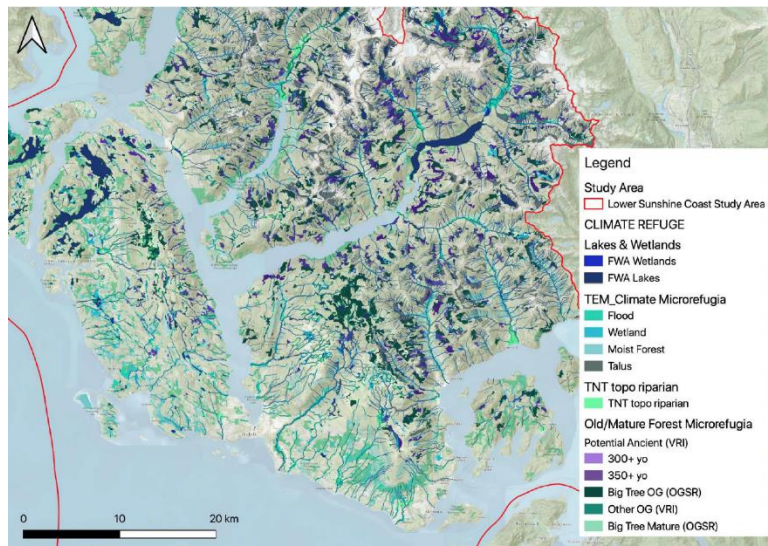 Legend
Study Area
Lower Sunshine Coast Study Area
CLIMATE REFUGE
Lakes & Wetlands
FWA Wetlands
FWA Lakes
TEM_Climate Microrefugia
Flood
Wetland
Moist Forest
Talus
TNT topo riparian
TNT topo riparian
Old/Mature Forest Microrefugia
Potential Ancient (VRI)
300+ yo
350+ yo
Big Tree OG (OGSR)
Other OG (VRI)
Big Tree Mature (OGSR)
0 10 20 km